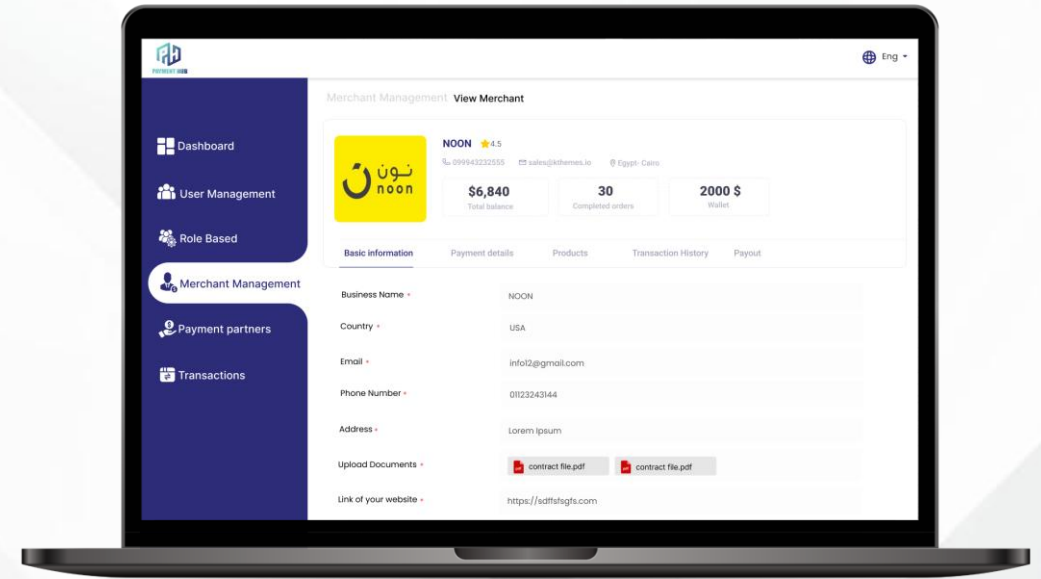 PAYMENT HUB
Eng
Merchant Management View Merchant
Dashboard
User Management
Role Based
Merchant Management
Payment partners
Transactions
نون
noon
NOON 4.5
099943232555 sales@kthemes.io Egypt- Cairo
$6,840 30 2000 $
Total balance Completed orders Wallet
Basic information Payment details Products Transaction History Payout
Business Name * NOON
Country * USA
Email * info12@gmail.com
Phone Number * 01123243144
Address * Lorem Ipsum
Upload Documents * contract file.pdf contract file.pdf
Link of your website * https://sdffsfsgfs.com